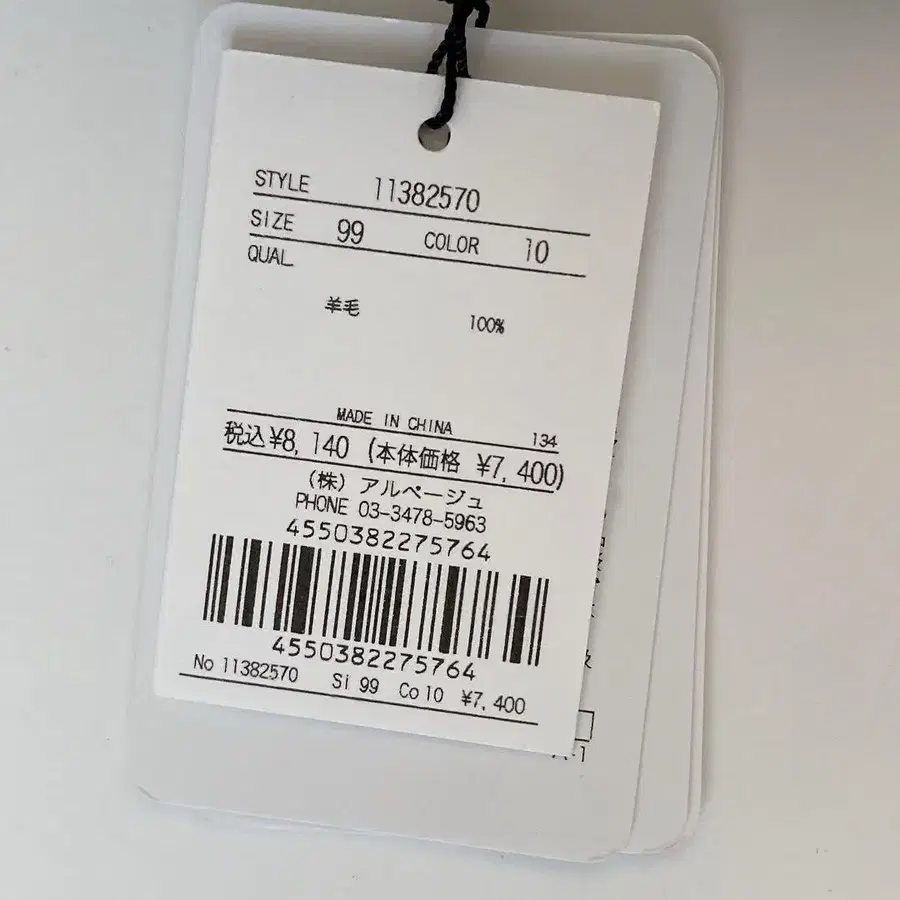 STYLE 11382570
SIZE 99 COLOR 10
QUAL
羊毛 100%
MADE IN CHINA 134
税込¥8,140 (本体価格 ¥7,400)
(株) アルページュ
PHONE 03-3478-5963
4550382275764
4550382275764
No 11382570 Si 99 Co 10 ¥7,400